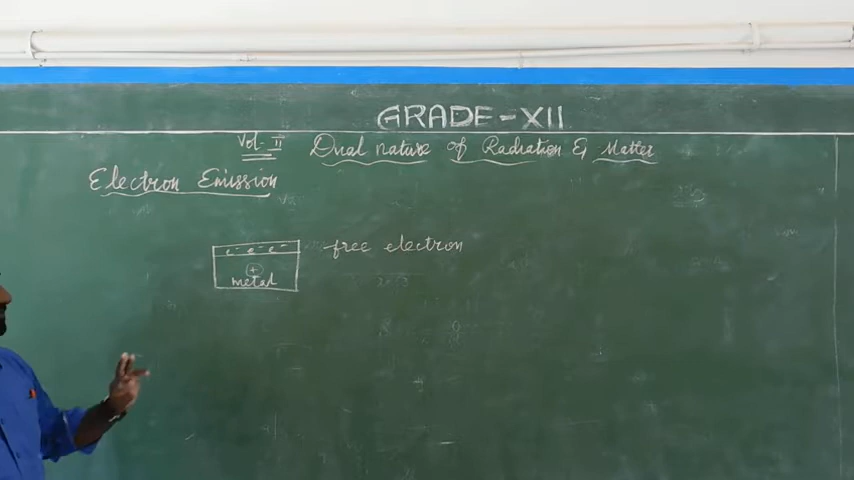 GRADE-XII
Vol-II Dual nature of Radiation & Matter
Electron Emission
e⁻ e⁻ e⁻ free electron
+
metal